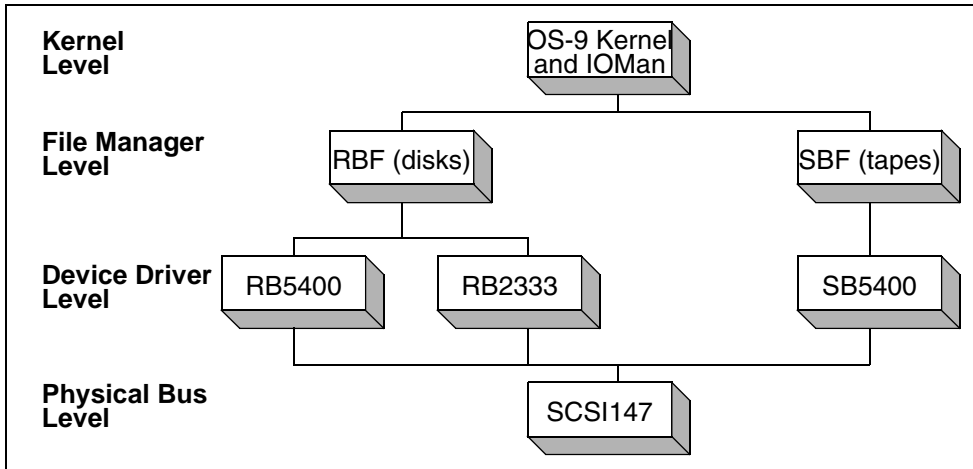 Kernel
Level
OS-9 Kernel
and IOMan
File Manager
Level
RBF (disks)
SBF (tapes)
Device Driver
Level
RB5400
RB2333
SB5400
Physical Bus
Level
SCSI147